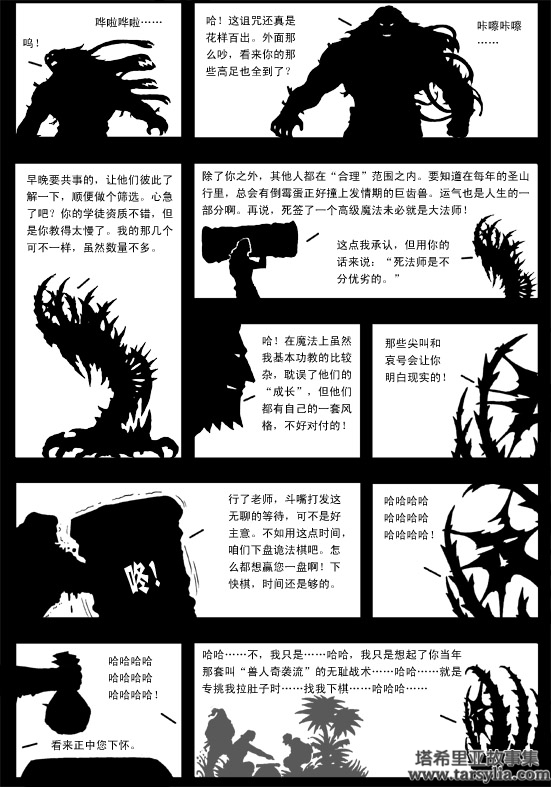 哗啦哗啦……
呜！
哈！这诅咒还真是
花样百出。外面那
么吵，看来你的那
些高足也全到了？
咔嚓咔嚓
……
早晚要共事的，让他们彼此了
解一下，顺便做个筛选。心急
了吧？你的学徒资质不错，但
是你教得太慢了。我的那几个
可不一样，虽然数量不多。
除了你之外，其他人都在“合理”范围之内。要知道在每年的圣山
行里，总会有倒霉蛋正好撞上发情期的巨齿兽。运气也是人生的一
部分啊。再说，死签了一个高级魔法未必就是大法师！
这点我承认，但用你的
话来说：“死法师是不
分优劣的。”
哈！在魔法上虽然
我基本功教的比较
杂，耽误了他们的
“成长”，但他们
都有自己的一套风
格，不好对付的！
那些尖叫和
哀号会让你
明白现实的！
行了老师，斗嘴打发这
无聊的等待，可不是好
主意。不如用这点时间，
咱们下盘诡法棋吧。怎
么都想赢您一盘啊！下
快棋，时间还是够的。
咚！
哈哈哈哈
哈哈哈哈
哈哈哈哈！
哈哈哈哈
哈哈哈哈
哈哈哈哈！
看来正中您下怀。
哈哈……不，我只是……哈哈，我只是想起了你当年
那套叫“兽人奇袭流”的无耻战术……哈哈……就是
专挑我拉肚子时……找我下棋……哈哈哈……
塔希里亚故事集
www.tarsylia.com